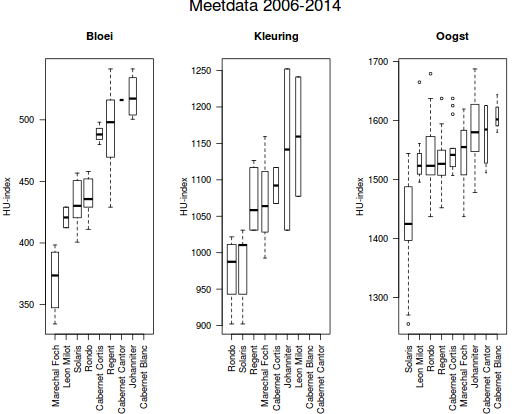 Meetdata 2006-2014
Bloei
Kleuring
Oogst
HU-index
350
400
450
500
Marechal Foch
Leon Milot
Solaris
Rondo
Cabernet Cortis
Regent
Cabernet Cantor
Johanniter
Cabernet Blanc
HU-index
900
950
1000
1050
1100
1150
1200
1250
Rondo
Solaris
Regent
Marechal Foch
Cabernet Cortis
Johanniter
Leon Milot
Cabernet Blanc
Cabernet Cantor
HU-index
1300
1400
1500
1600
1700
Solaris
Leon Milot
Rondo
Regent
Cabernet Cortis
Marechal Foch
Johanniter
Cabernet Cantor
Cabernet Blanc